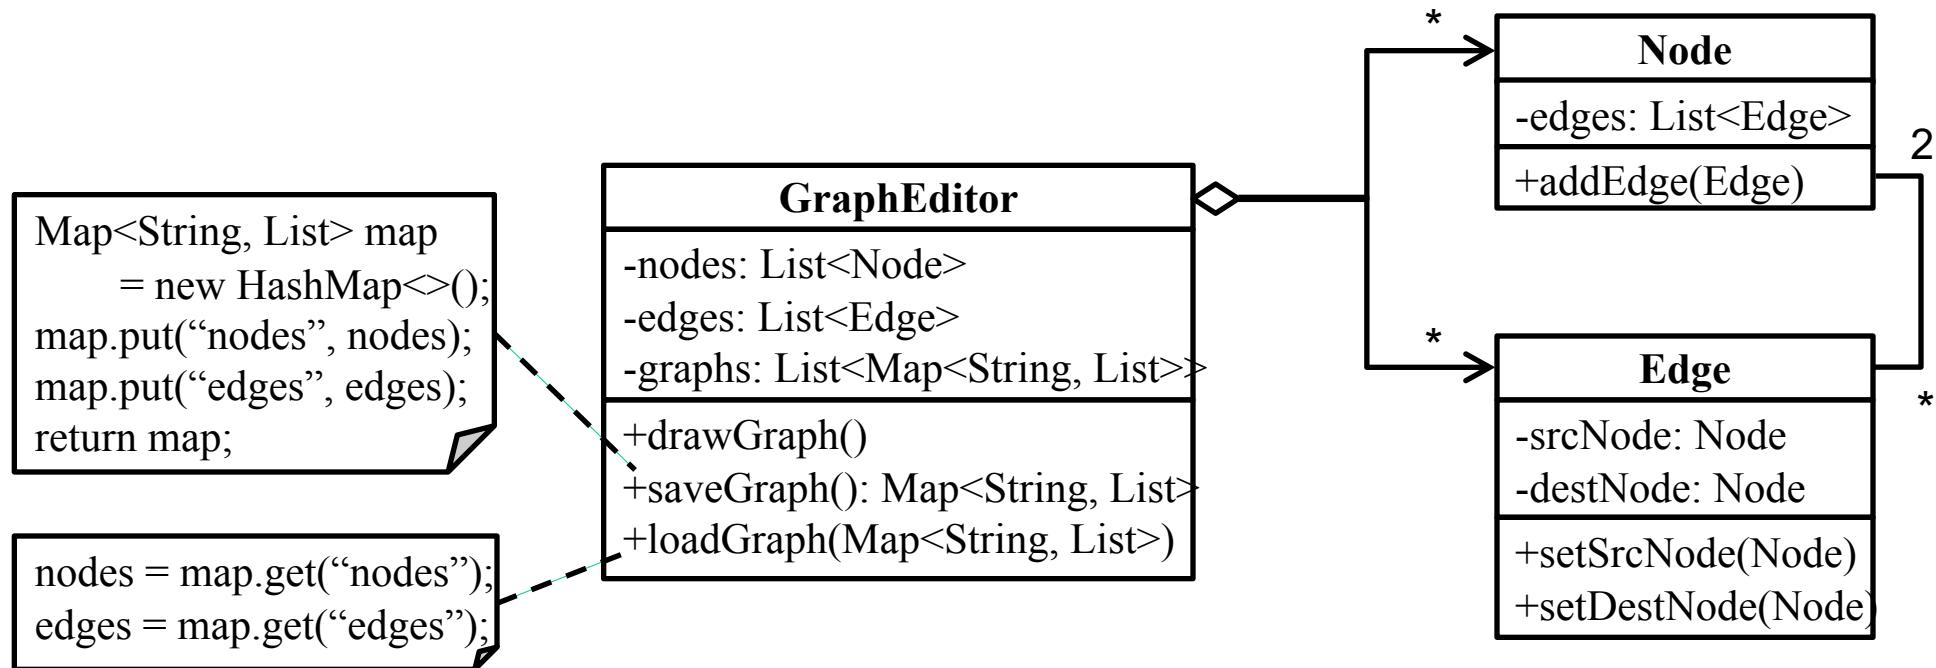 Map<String, List> map
= new HashMap<>();
map.put(“nodes”, nodes);
map.put(“edges”, edges);
return map;
nodes = map.get(“nodes”);
edges = map.get(“edges”);
GraphEditor
-nodes: List<Node>
-edges: List<Edge>
-graphs: List<Map<String, List>>
+drawGraph()
+saveGraph(): Map<String, List>
+loadGraph(Map<String, List>)
*
Node
-edges: List<Edge>
+addEdge(Edge)
2
*
Edge
*
-srcNode: Node
-destNode: Node
+setSrcNode(Node)
+setDestNode(Node)